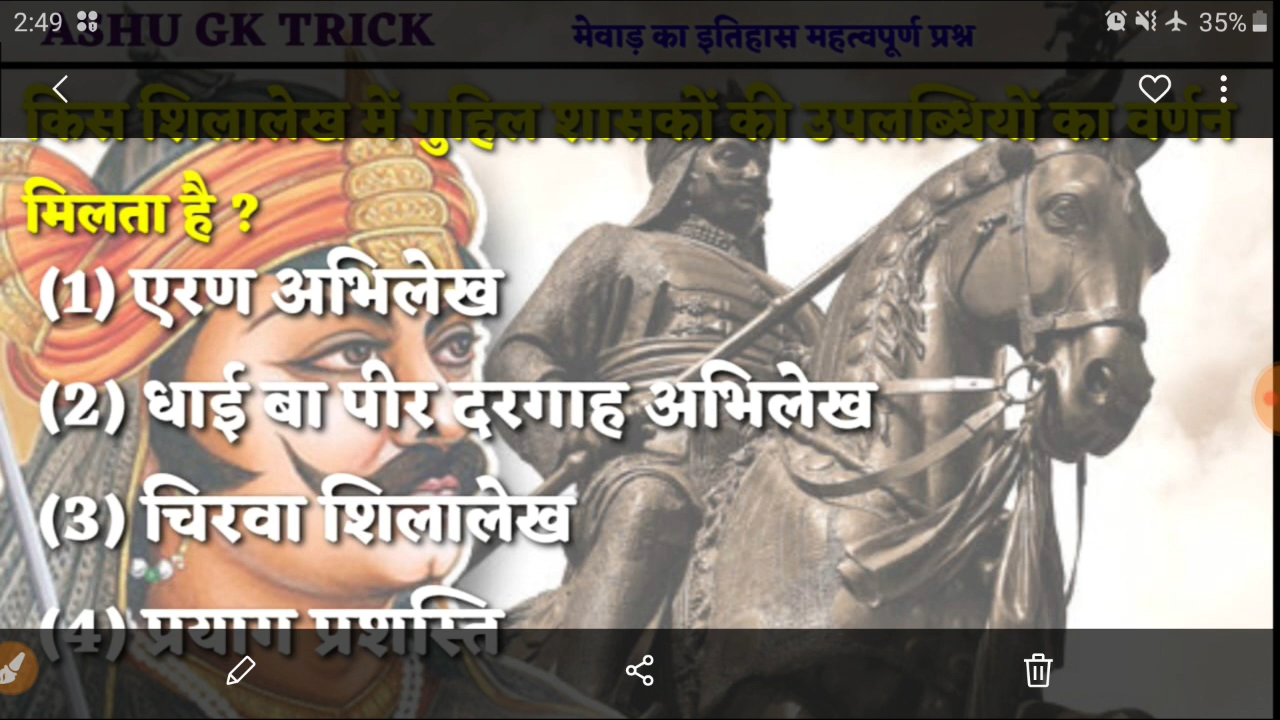 2:49 35%
ASHU GK TRICK मेवाड़ का इतिहास महत्वपूर्ण प्रश्न
किस शिलालेख में गुहिल शासकों की उपलब्धियों का वर्णन
मिलता है ?
(1) एरण अभिलेख
(2) धाई बा पीर दरगाह अभिलेख
(3) चिरवा शिलालेख
(4) प्रयाग प्रशस्ति